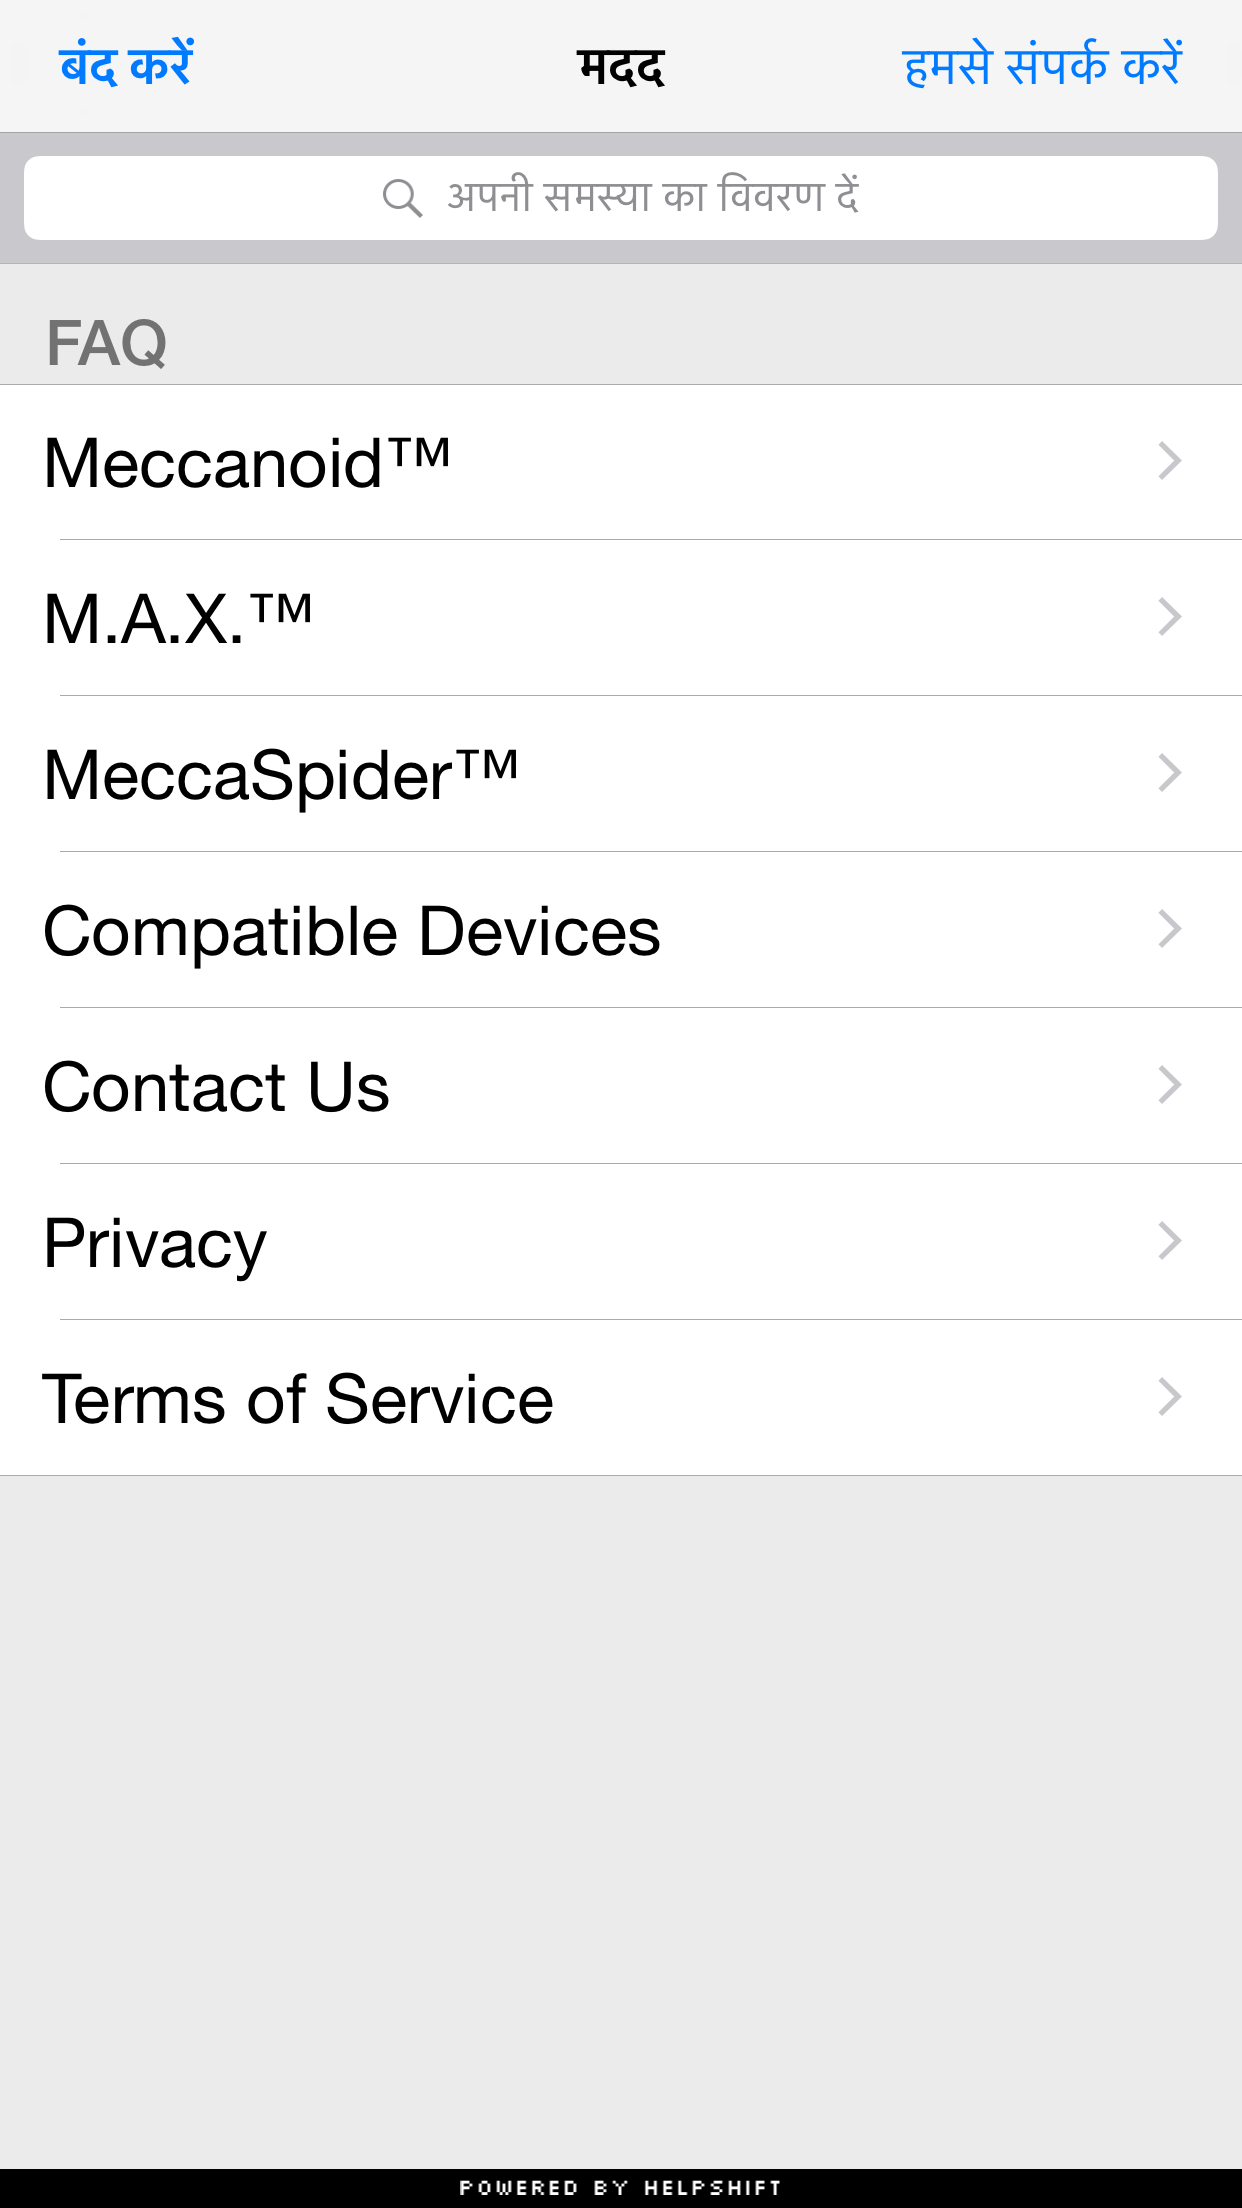 बंद करें मदद हमसे संपर्क करें
अपनी समस्या का विवरण दें
FAQ
Meccanoid™
M.A.X.™
MeccaSpider™
Compatible Devices
Contact Us
Privacy
Terms of Service
POWERED BY HELPSHIFT